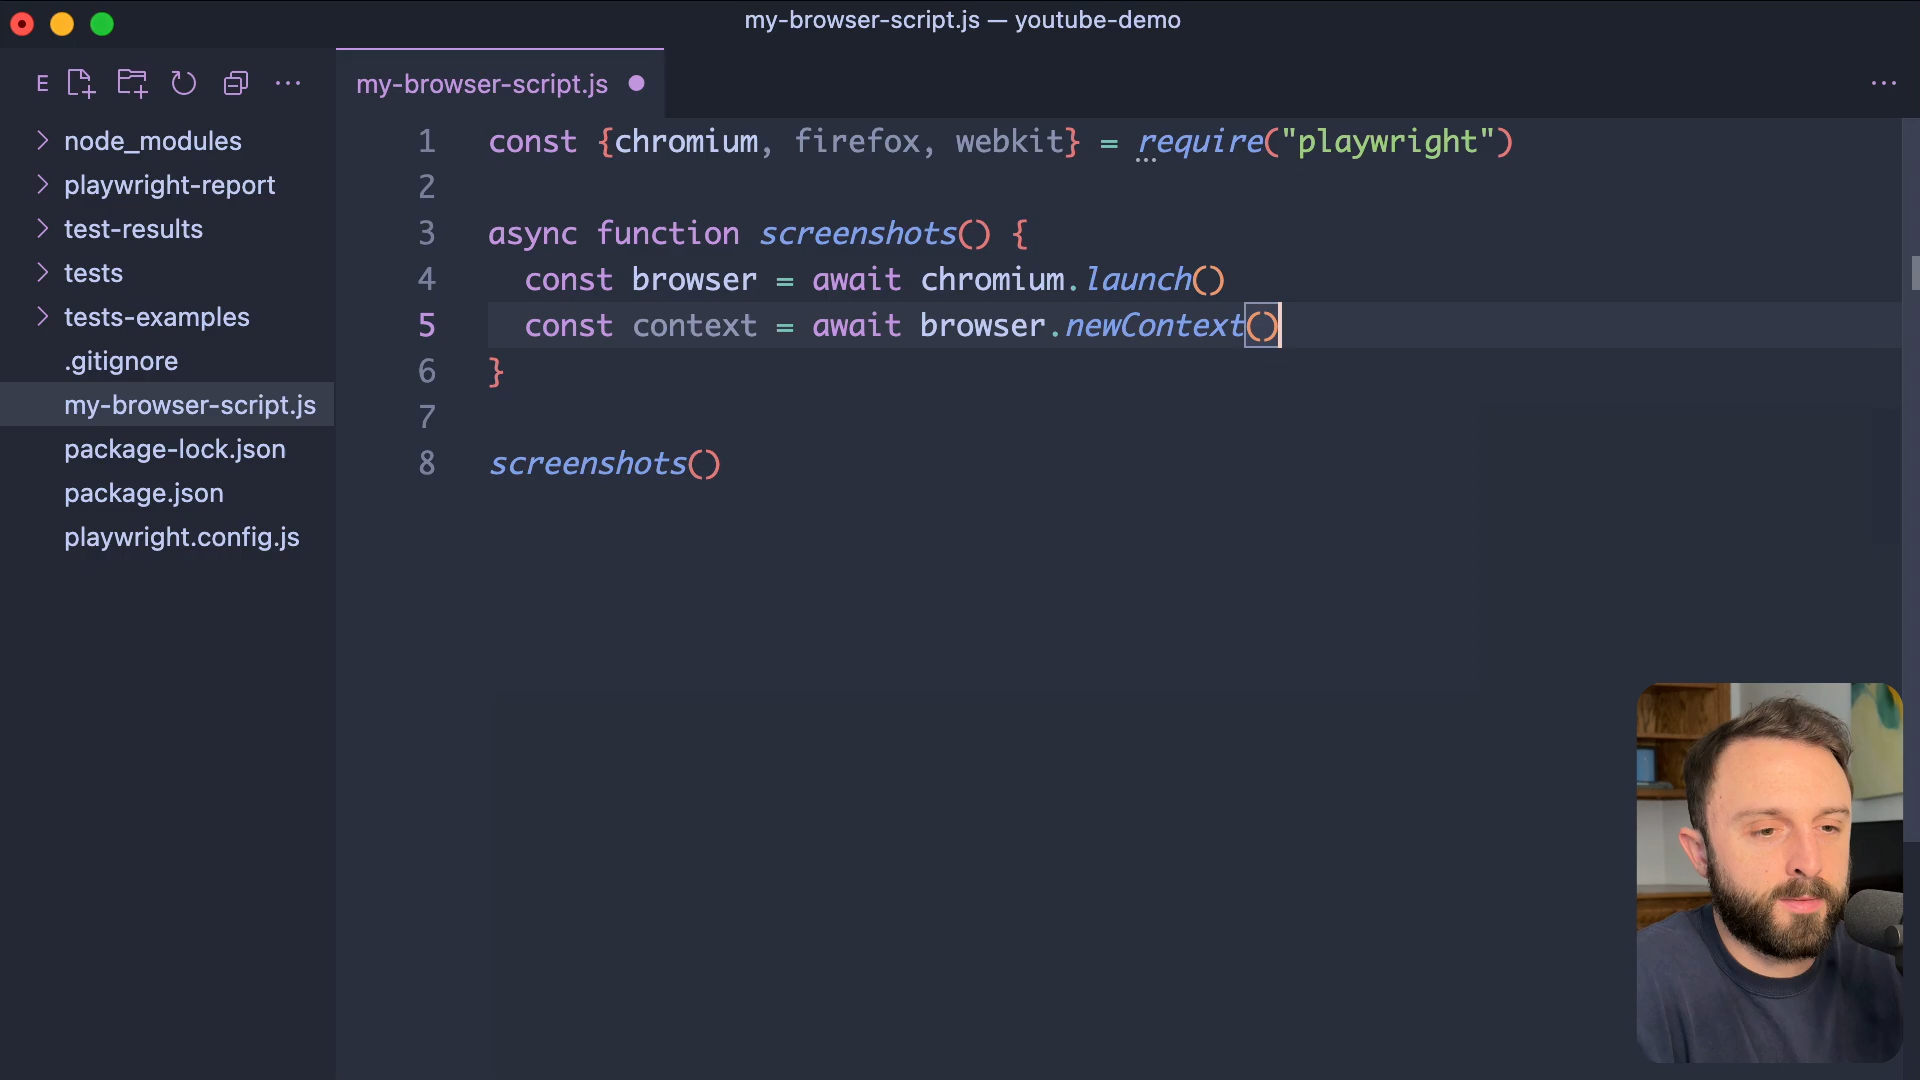 my-browser-script.js — youtube-demo
E
my-browser-script.js
node_modules
playwright-report
test-results
tests
tests-examples
.gitignore
my-browser-script.js
package-lock.json
package.json
playwright.config.js
1 const {chromium, firefox, webkit} = require("playwright")
2
3 async function screenshots() {
4   const browser = await chromium.launch()
5   const context = await browser.newContext()
6 }
7
8 screenshots()